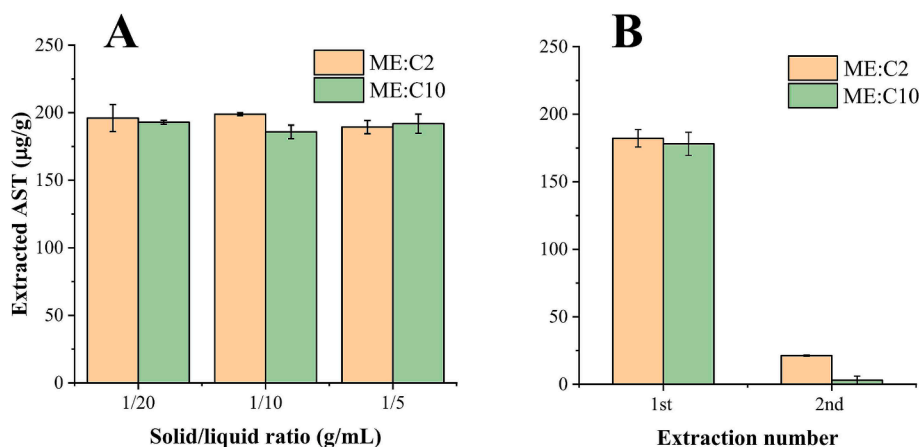 A
ME:C2
ME:C10
Extracted AST (µg/g)
250
200
150
100
50
0
1/20
1/10
1/5
Solid/liquid ratio (g/mL)
B
ME:C2
ME:C10
250
200
150
100
50
0
1st
2nd
Extraction number